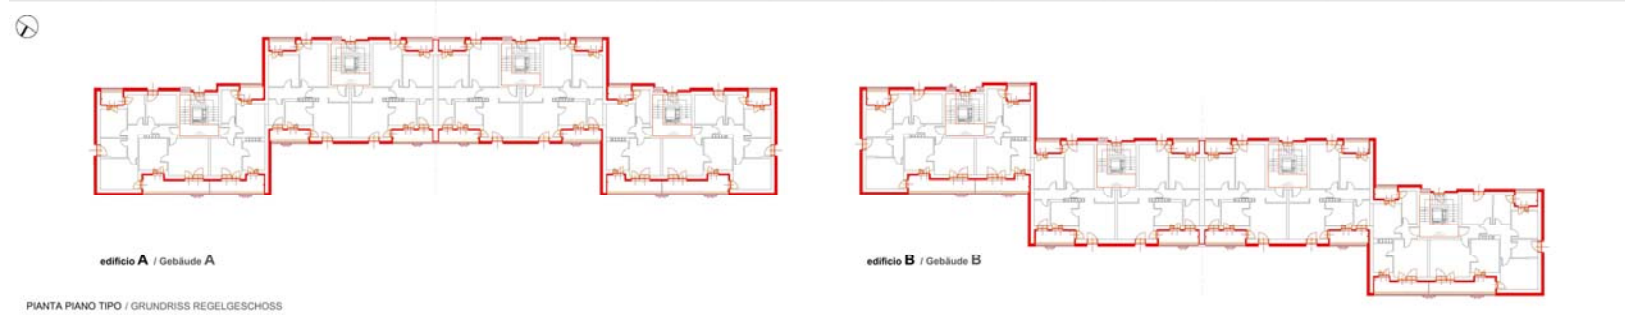 edificio A / Gebäude A
edificio B / Gebäude B
PIANTA PIANO TIPO / GRUNDRISS REGELGESCHOSS